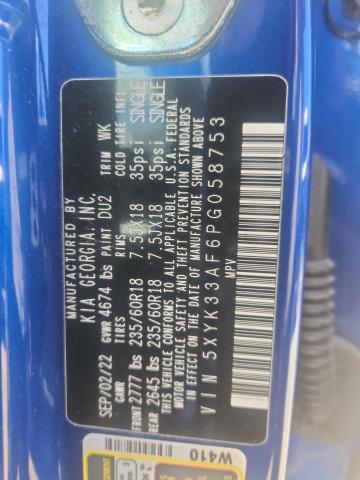 MANUFACTURED BY
KIA GEORGIA, INC.
SEP/02/22 GVWR 4674 lbs PAINT DU2 TRIM WK
GAWR TIRES RIMS COLD TIRE INFL
FRONT 2777 lbs 235/60R18 7.5JX18 35psi SINGLE
REAR 2645 lbs 235/60R18 7.5JX18 35psi SINGLE
THIS VEHICLE CONFORMS TO ALL APPLICABLE U.S.A. FEDERAL
MOTOR VEHICLE SAFETY AND THEFT PREVENTION STANDARDS
IN EFFECT ON THE DATE OF MANUFACTURE SHOWN ABOVE
VIN 5XYK33AF6PG058753
MPV
W410